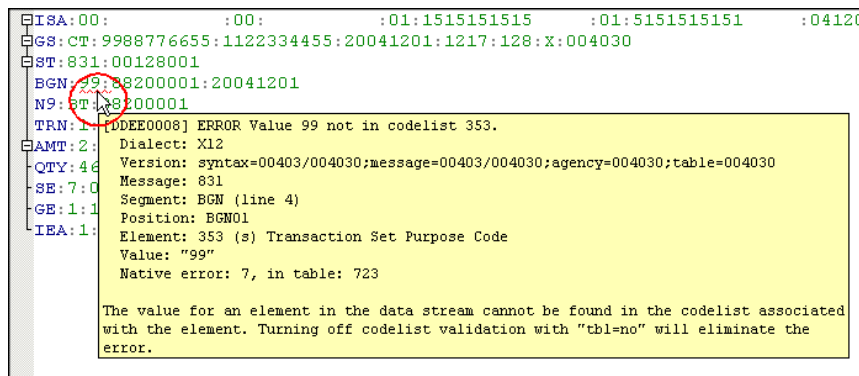 ISA:00:          :00:          :01:1515151515     :01:5151515151     :04120
GS:CT:9988776655:1122334455:20041201:1217:128:X:004030
ST:831:00128001
BGN:99:88200001:20041201
N9:BT:88200001
TRN:1:
AMT:2:
QTY:46
SE:7:0
GE:1:1
IEA:1:
[DDEE0008] ERROR Value 99 not in codelist 353.
Dialect: X12
Version: syntax=00403/004030;message=00403/004030;agency=004030;table=004030
Message: 831
Segment: BGN (line 4)
Position: BGN01
Element: 353 (s) Transaction Set Purpose Code
Value: "99"
Native error: 7, in table: 723
The value for an element in the data stream cannot be found in the codelist associated
with the element. Turning off codelist validation with "tbl=no" will eliminate the
error.